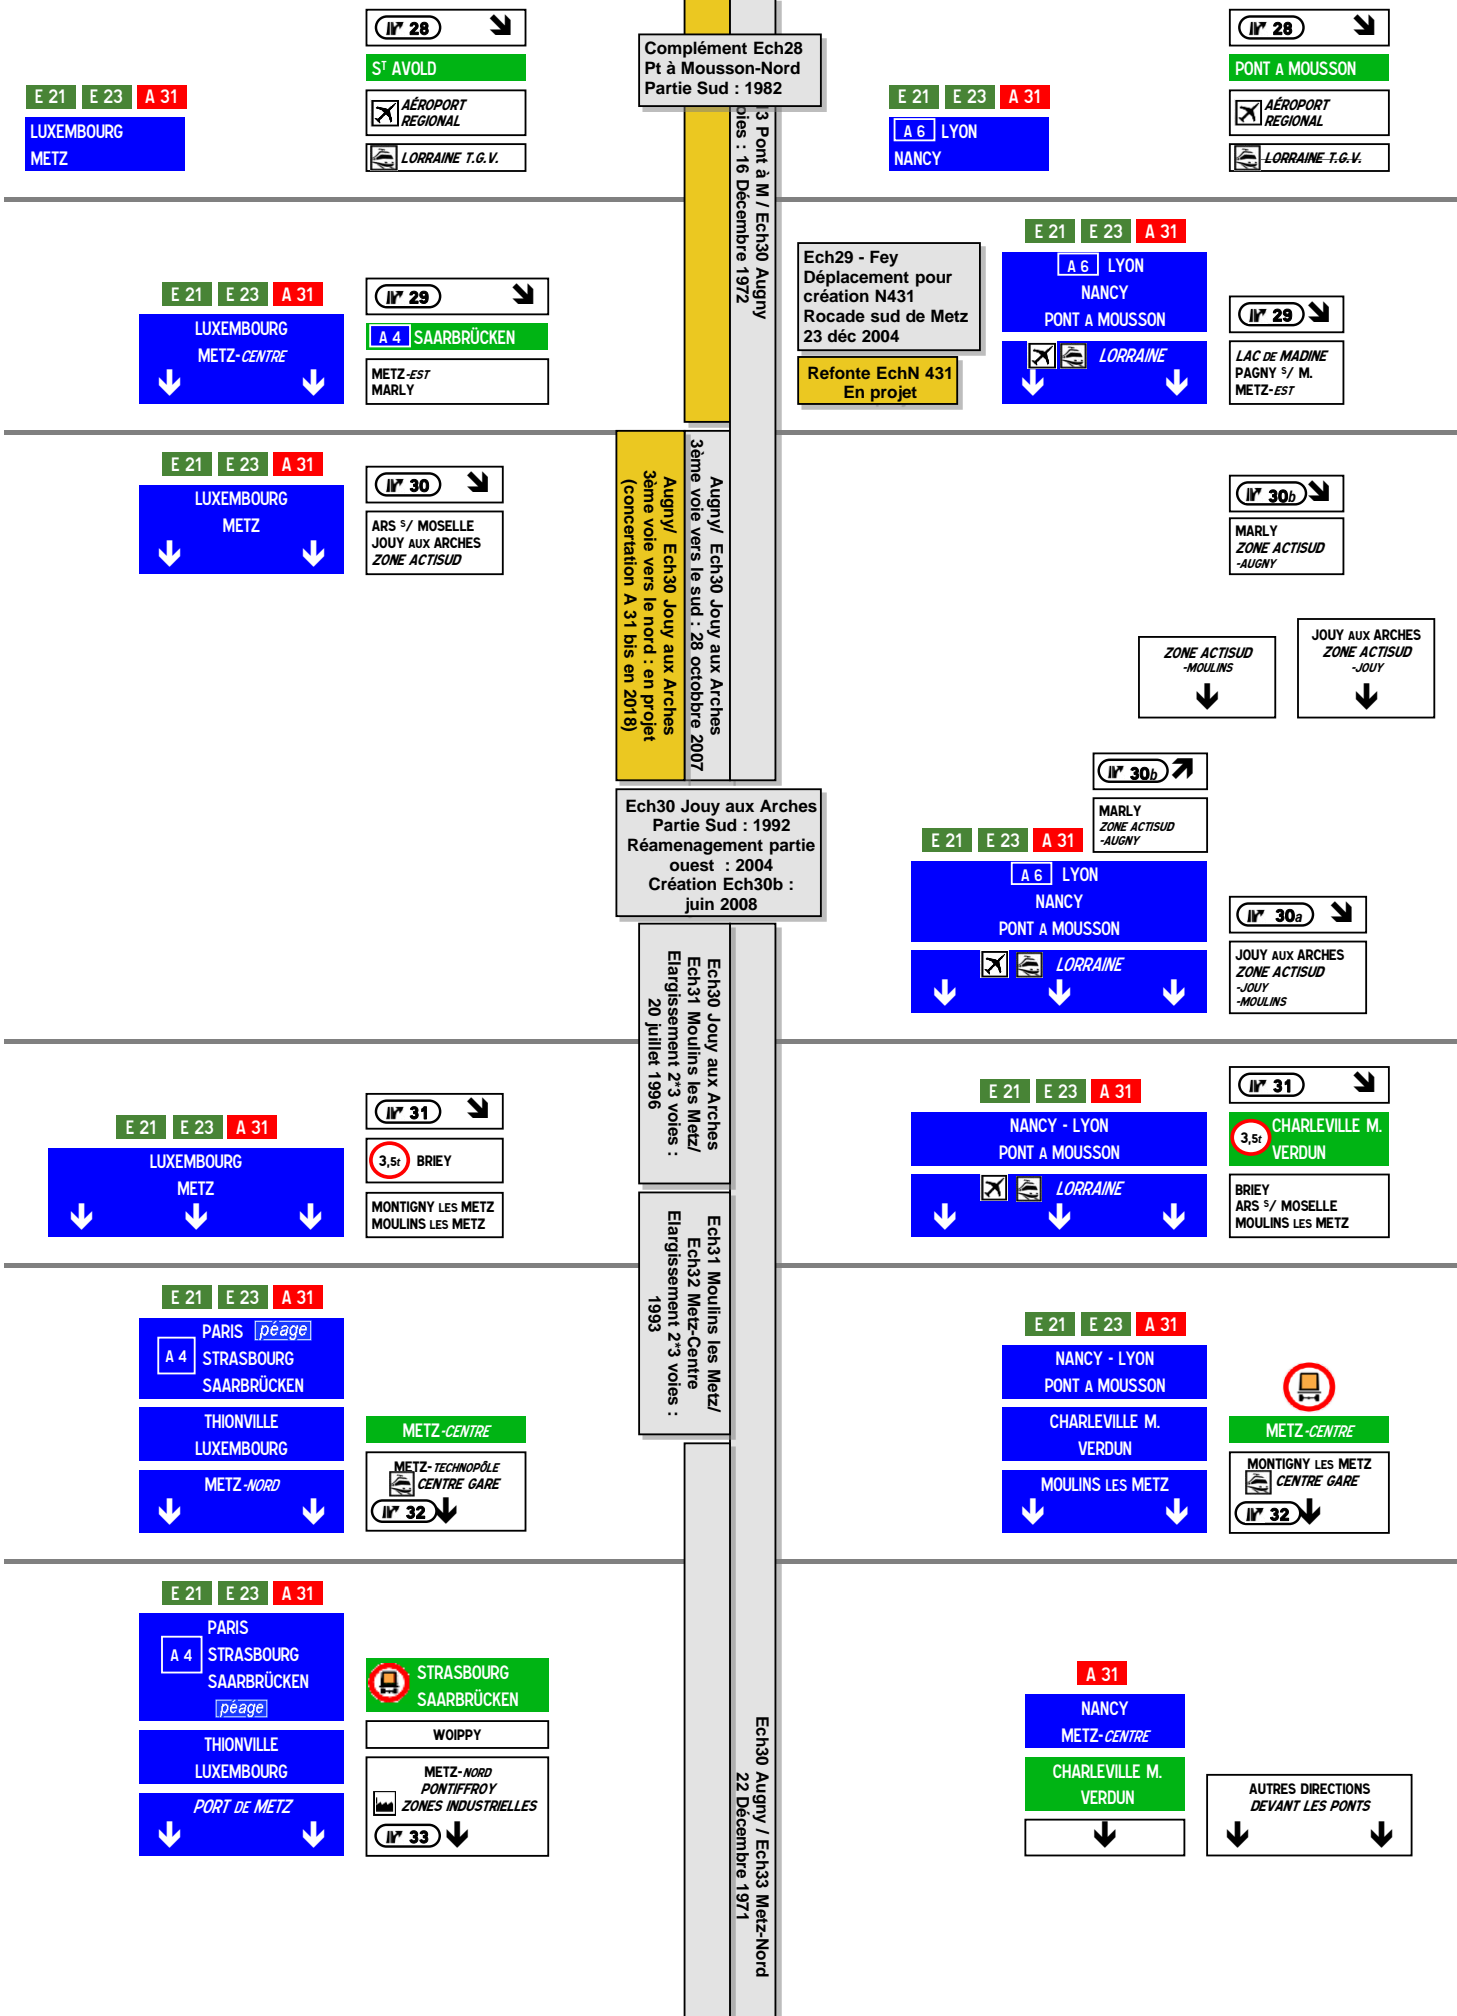 28
ST AVOLD
E 21 E 23 A 31
LUXEMBOURG
METZ
AÉROPORT
REGIONAL
LORRAINE T.G.V.
Complément Ech28
Pt à Mousson-Nord
Partie Sud : 1982
28
PONT A MOUSSON
E 21 E 23 A 31
A 6 LYON
NANCY
AÉROPORT
REGIONAL
LORRAINE T.G.V.
3 Pont à M / Ech30 Augny
oies : 16 Décembre 1972
E 21 E 23 A 31
LUXEMBOURG
METZ-CENTRE
29
A 4 SAARBRÜCKEN
METZ-EST
MARLY
Ech29 - Fey
Déplacement pour
création N431
Rocade sud de Metz
23 déc 2004
Refonte EchN 431
En projet
E 21 E 23 A 31
A 6 LYON
NANCY
PONT A MOUSSON
LORRAINE
29
LAC DE MADINE
PAGNY S/ M.
METZ-EST
E 21 E 23 A 31
LUXEMBOURG
METZ
30
ARS S/ MOSELLE
JOUY AUX ARCHES
ZONE ACTISUD
Augny/ Ech30 Jouy aux Arches
3ème voie vers le sud : 28 octobbre 2007
Augny/ Ech30 Jouy aux Arches
3ème voie vers le nord : en projet
(concertation A 31 bis en 2018)
30b
MARLY
ZONE ACTISUD
-AUGNY
ZONE ACTISUD
-MOULINS
JOUY AUX ARCHES
ZONE ACTISUD
-JOUY
Ech30 Jouy aux Arches
Partie Sud : 1992
Réamenagement partie
ouest : 2004
Création Ech30b :
juin 2008
30b
MARLY
ZONE ACTISUD
-AUGNY
E 21 E 23 A 31
A 6 LYON
NANCY
PONT A MOUSSON
LORRAINE
30a
JOUY AUX ARCHES
ZONE ACTISUD
-JOUY
-MOULINS
Ech30 Jouy aux Arches
Ech31 Moulins les Metz/
Elargissement 2*3 voies :
20 juillet 1996
E 21 E 23 A 31
LUXEMBOURG
METZ
31
3,5t BRIEY
MONTIGNY LES METZ
MOULINS LES METZ
E 21 E 23 A 31
NANCY - LYON
PONT A MOUSSON
LORRAINE
31
3,5t CHARLEVILLE M.
VERDUN
BRIEY
ARS S/ MOSELLE
MOULINS LES METZ
Ech31 Moulins les Metz/
Ech32 Metz-Centre
Elargissement 2*3 voies :
1993
E 21 E 23 A 31
PARIS péage
A 4 STRASBOURG
SAARBRÜCKEN
THIONVILLE
LUXEMBOURG
METZ-NORD
METZ-CENTRE
METZ-TECHNOPÔLE
CENTRE GARE
32
E 21 E 23 A 31
NANCY - LYON
PONT A MOUSSON
CHARLEVILLE M.
VERDUN
MOULINS LES METZ
METZ-CENTRE
MONTIGNY LES METZ
CENTRE GARE
32
E 21 E 23 A 31
PARIS
A 4 STRASBOURG
SAARBRÜCKEN
péage
THIONVILLE
LUXEMBOURG
PORT DE METZ
STRASBOURG
SAARBRÜCKEN
WOIPPY
METZ-NORD
PONTIFFROY
ZONES INDUSTRIELLES
33
Ech30 Augny / Ech33 Metz-Nord
22 Décembre 1971
A 31
NANCY
METZ-CENTRE
CHARLEVILLE M.
VERDUN
AUTRES DIRECTIONS
DEVANT LES PONTS